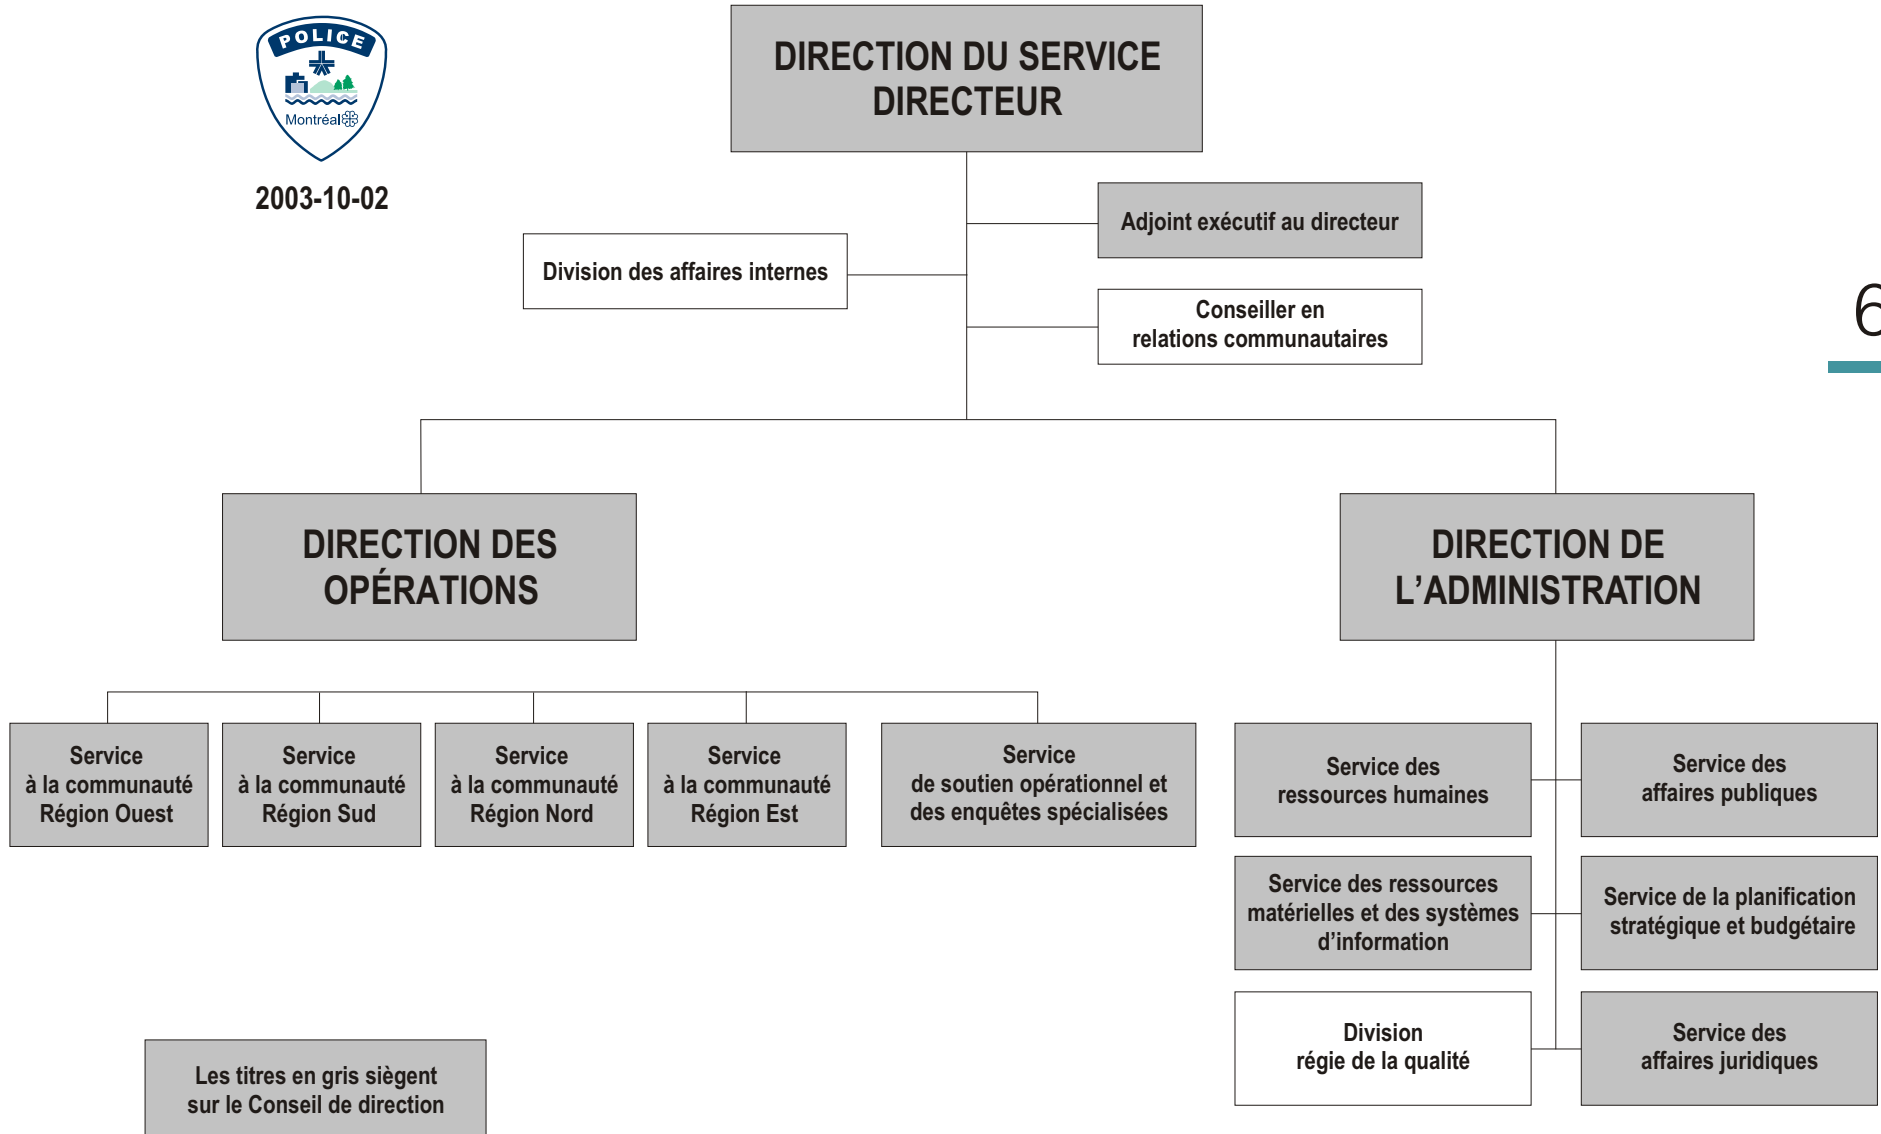 POLICE
Montréal
2003-10-02
DIRECTION DU SERVICE
DIRECTEUR
Adjoint exécutif au directeur
Division des affaires internes
Conseiller en
relations communautaires
6
DIRECTION DES
OPÉRATIONS
DIRECTION DE
L’ADMINISTRATION
Service
à la communauté
Région Ouest
Service
à la communauté
Région Sud
Service
à la communauté
Région Nord
Service
à la communauté
Région Est
Service
de soutien opérationnel et
des enquêtes spécialisées
Service des
ressources humaines
Service des
affaires publiques
Service des ressources
matérielles et des systèmes
d’information
Service de la planification
stratégique et budgétaire
Division
régie de la qualité
Service des
affaires juridiques
Les titres en gris siègent
sur le Conseil de direction